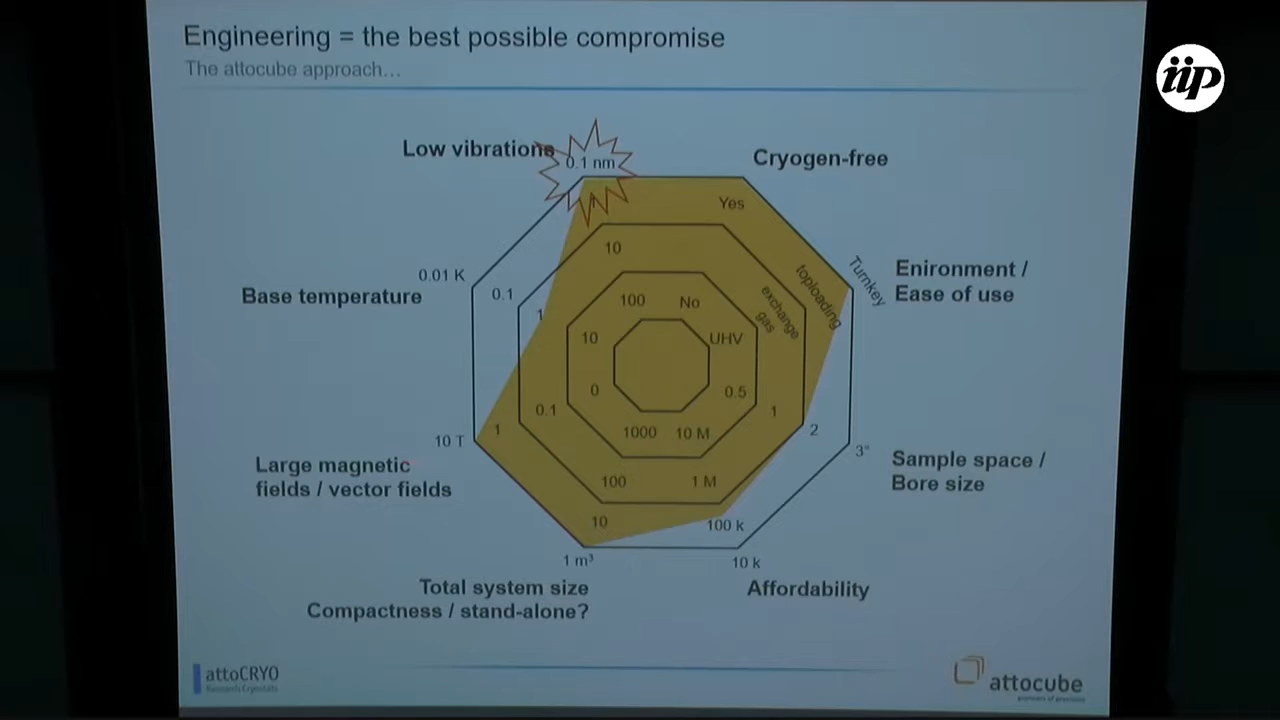 Engineering = the best possible compromise
The attocube approach…
iip
Low vibrations
0.1 nm
Cryogen-free
Yes
10
0.01 K
0.1
Base temperature
1
100
No
10
UHV
exchange
gas
toploading
Turnkey
Enironment /
Ease of use
0
0.5
0.1
1
1
2
10 T
3"
1000
10 M
Large magnetic
fields / vector fields
Sample space /
Bore size
100
1 M
10
100 k
1 m³
10 k
Total system size
Compactness / stand-alone?
Affordability
attoCRYO
Research Cryostats
attocube